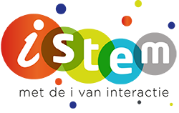 istem
met de i van interactie